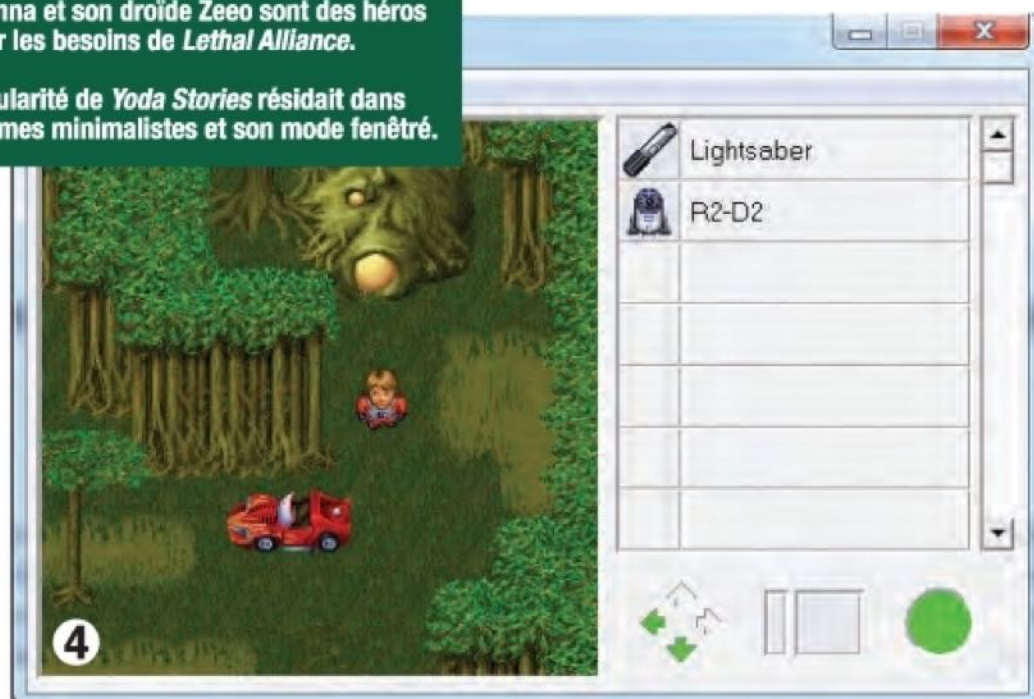 nna et son droïde Zeeo sont des héros
r les besoins de Lethal Alliance.
ularité de Yoda Stories résidait dans
mes minimalistes et son mode fenêtré.
Lightsaber
R2-D2
4